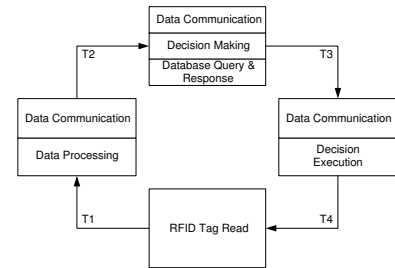 Data Communication
T2
Decision Making
T3
Database Query &
Response
Data Communication
Data Processing
Data Communication
Decision
Execution
T1
RFID Tag Read
T4